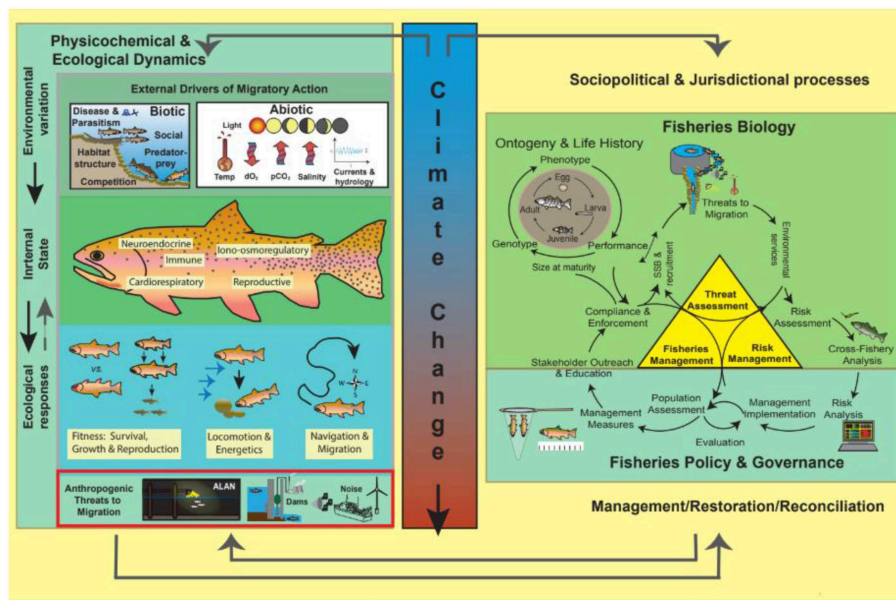 Physicochemical &
Ecological Dynamics
Environmental
variation
Inrternal
State
Ecological
responses
External Drivers of Migratory Action
Disease &
Parasitism
Biotic
Social
Habitat
structure
Predator-
prey
Competition
Abiotic
Light
Temp
dO₂
pCO₂
Salinity
Currents &
hydrology
Neuroendocrine
Iono-osmoregulatory
Immune
Cardiorespiratory
Reproductive
vs.
N
W
E
S
Fitness: Survival,
Growth & Reproduction
Locomotion &
Energetics
Navigation &
Migration
Anthropogenic
Threats to
Migration
ALAN
Dams
Noise
Climate Change
Sociopolitical & Jurisdictional processes
Fisheries Biology
Ontogeny & Life History
Phenotype
Egg
Adult
Larva
Juvenile
Genotype
Performance
Size at maturity
SSB &
recruitment
Threats to
Migration
Environmental
services
Compliance &
Enforcement
Threat
Assessment
Fisheries
Management
Risk
Management
Risk
Assessment
Cross-Fishery
Analysis
Stakeholder Outreach
& Education
Population
Assessment
Management
Measures
Management
Implementation
Evaluation
Risk
Analysis
Fisheries Policy & Governance
Management/Restoration/Reconciliation